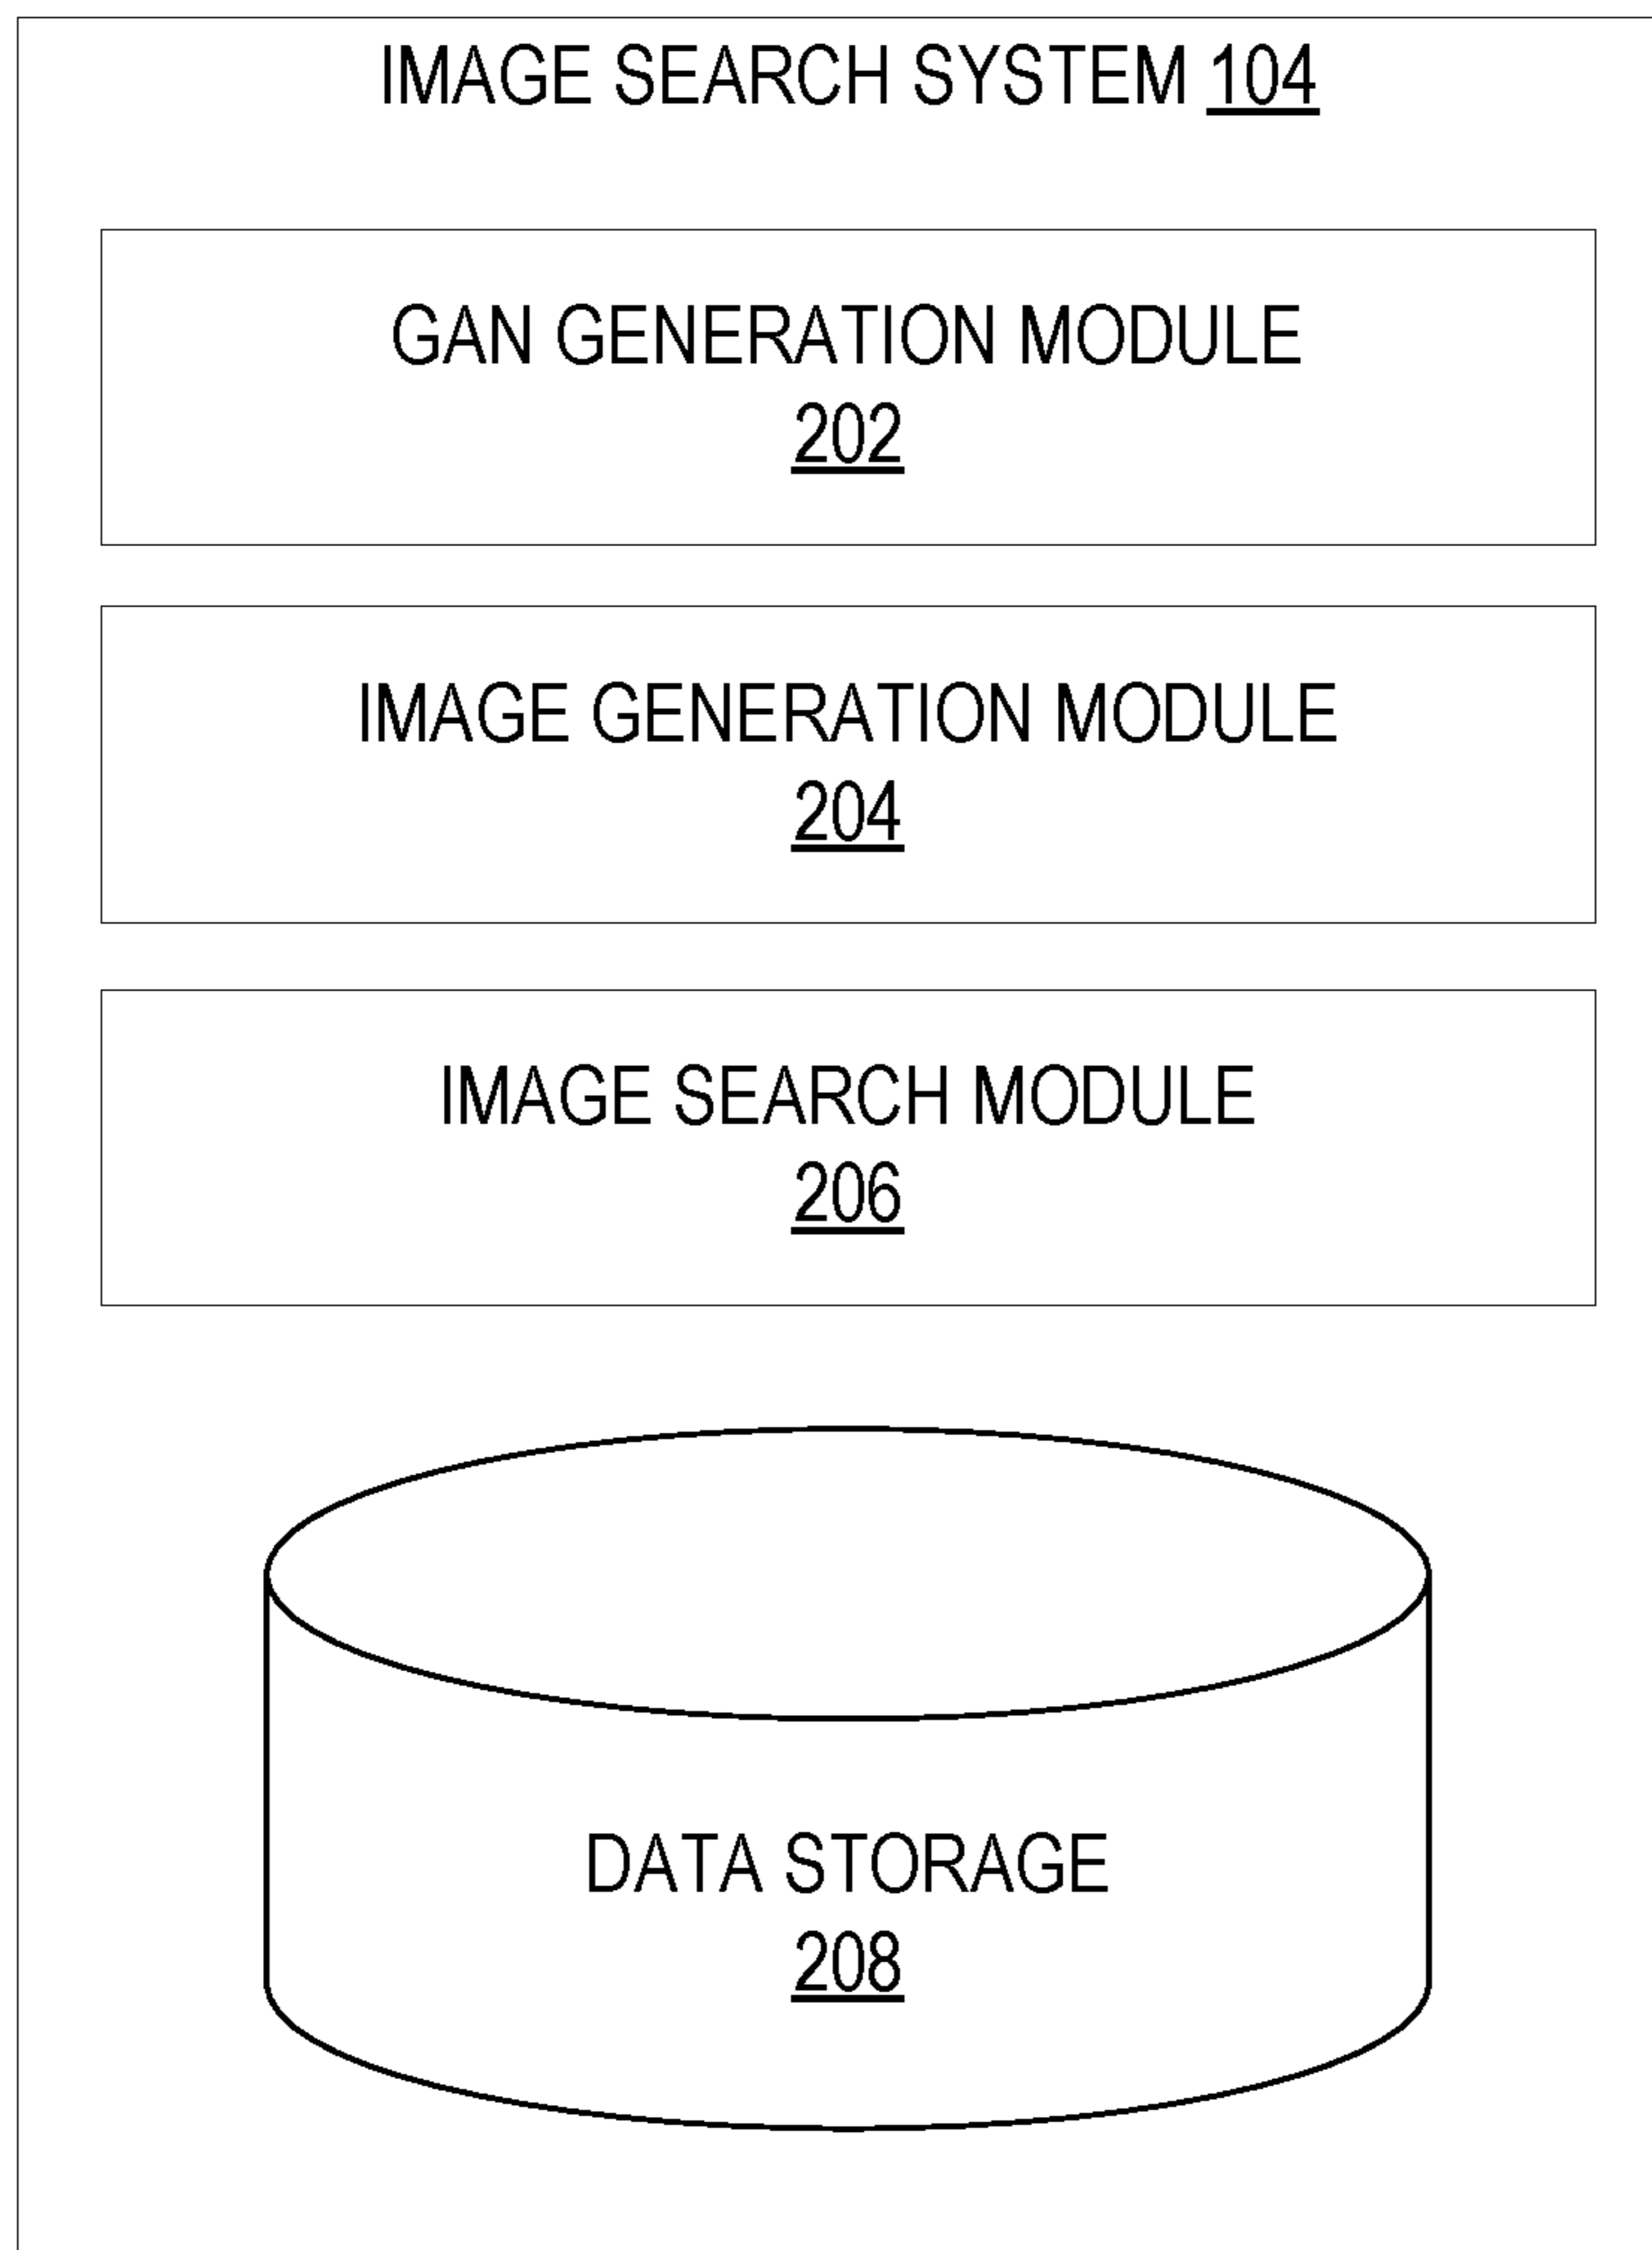 IMAGE SEARCH SYSTEM 104
GAN GENERATION MODULE
202
IMAGE GENERATION MODULE
204
IMAGE SEARCH MODULE
206
DATA STORAGE
208